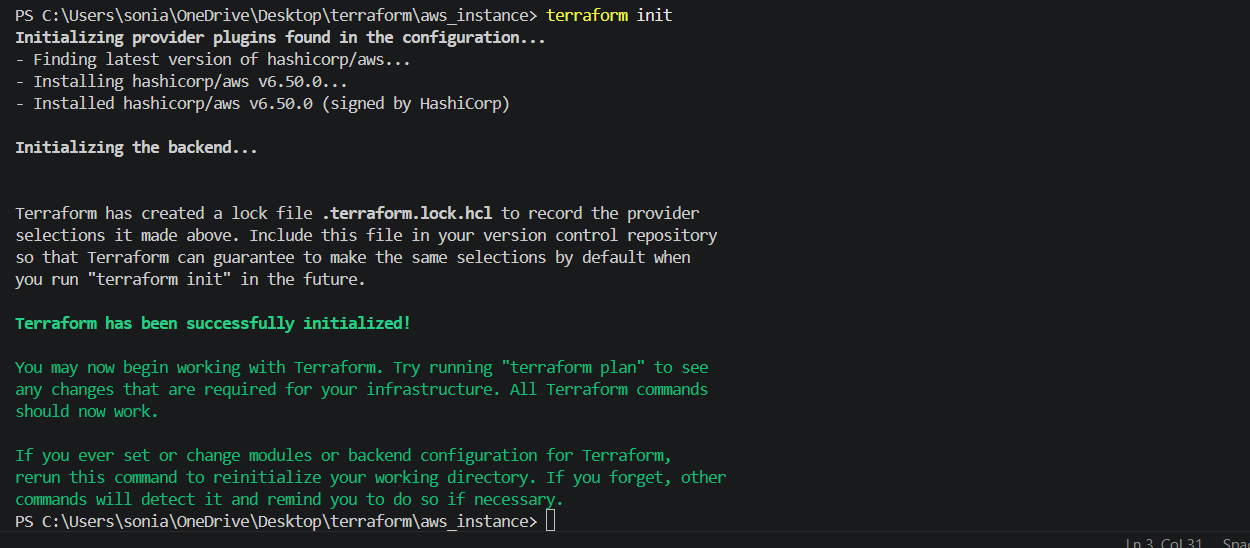 PS C:\Users\sonia\OneDrive\Desktop\terraform\aws_instance> terraform init
Initializing provider plugins found in the configuration...
- Finding latest version of hashicorp/aws...
- Installing hashicorp/aws v6.50.0...
- Installed hashicorp/aws v6.50.0 (signed by HashiCorp)
Initializing the backend...
Terraform has created a lock file .terraform.lock.hcl to record the provider
selections it made above. Include this file in your version control repository
so that Terraform can guarantee to make the same selections by default when
you run "terraform init" in the future.
Terraform has been successfully initialized!
You may now begin working with Terraform. Try running "terraform plan" to see
any changes that are required for your infrastructure. All Terraform commands
should now work.
If you ever set or change modules or backend configuration for Terraform,
rerun this command to reinitialize your working directory. If you forget, other
commands will detect it and remind you to do so if necessary.
PS C:\Users\sonia\OneDrive\Desktop\terraform\aws_instance>
Ln 3, Col 31